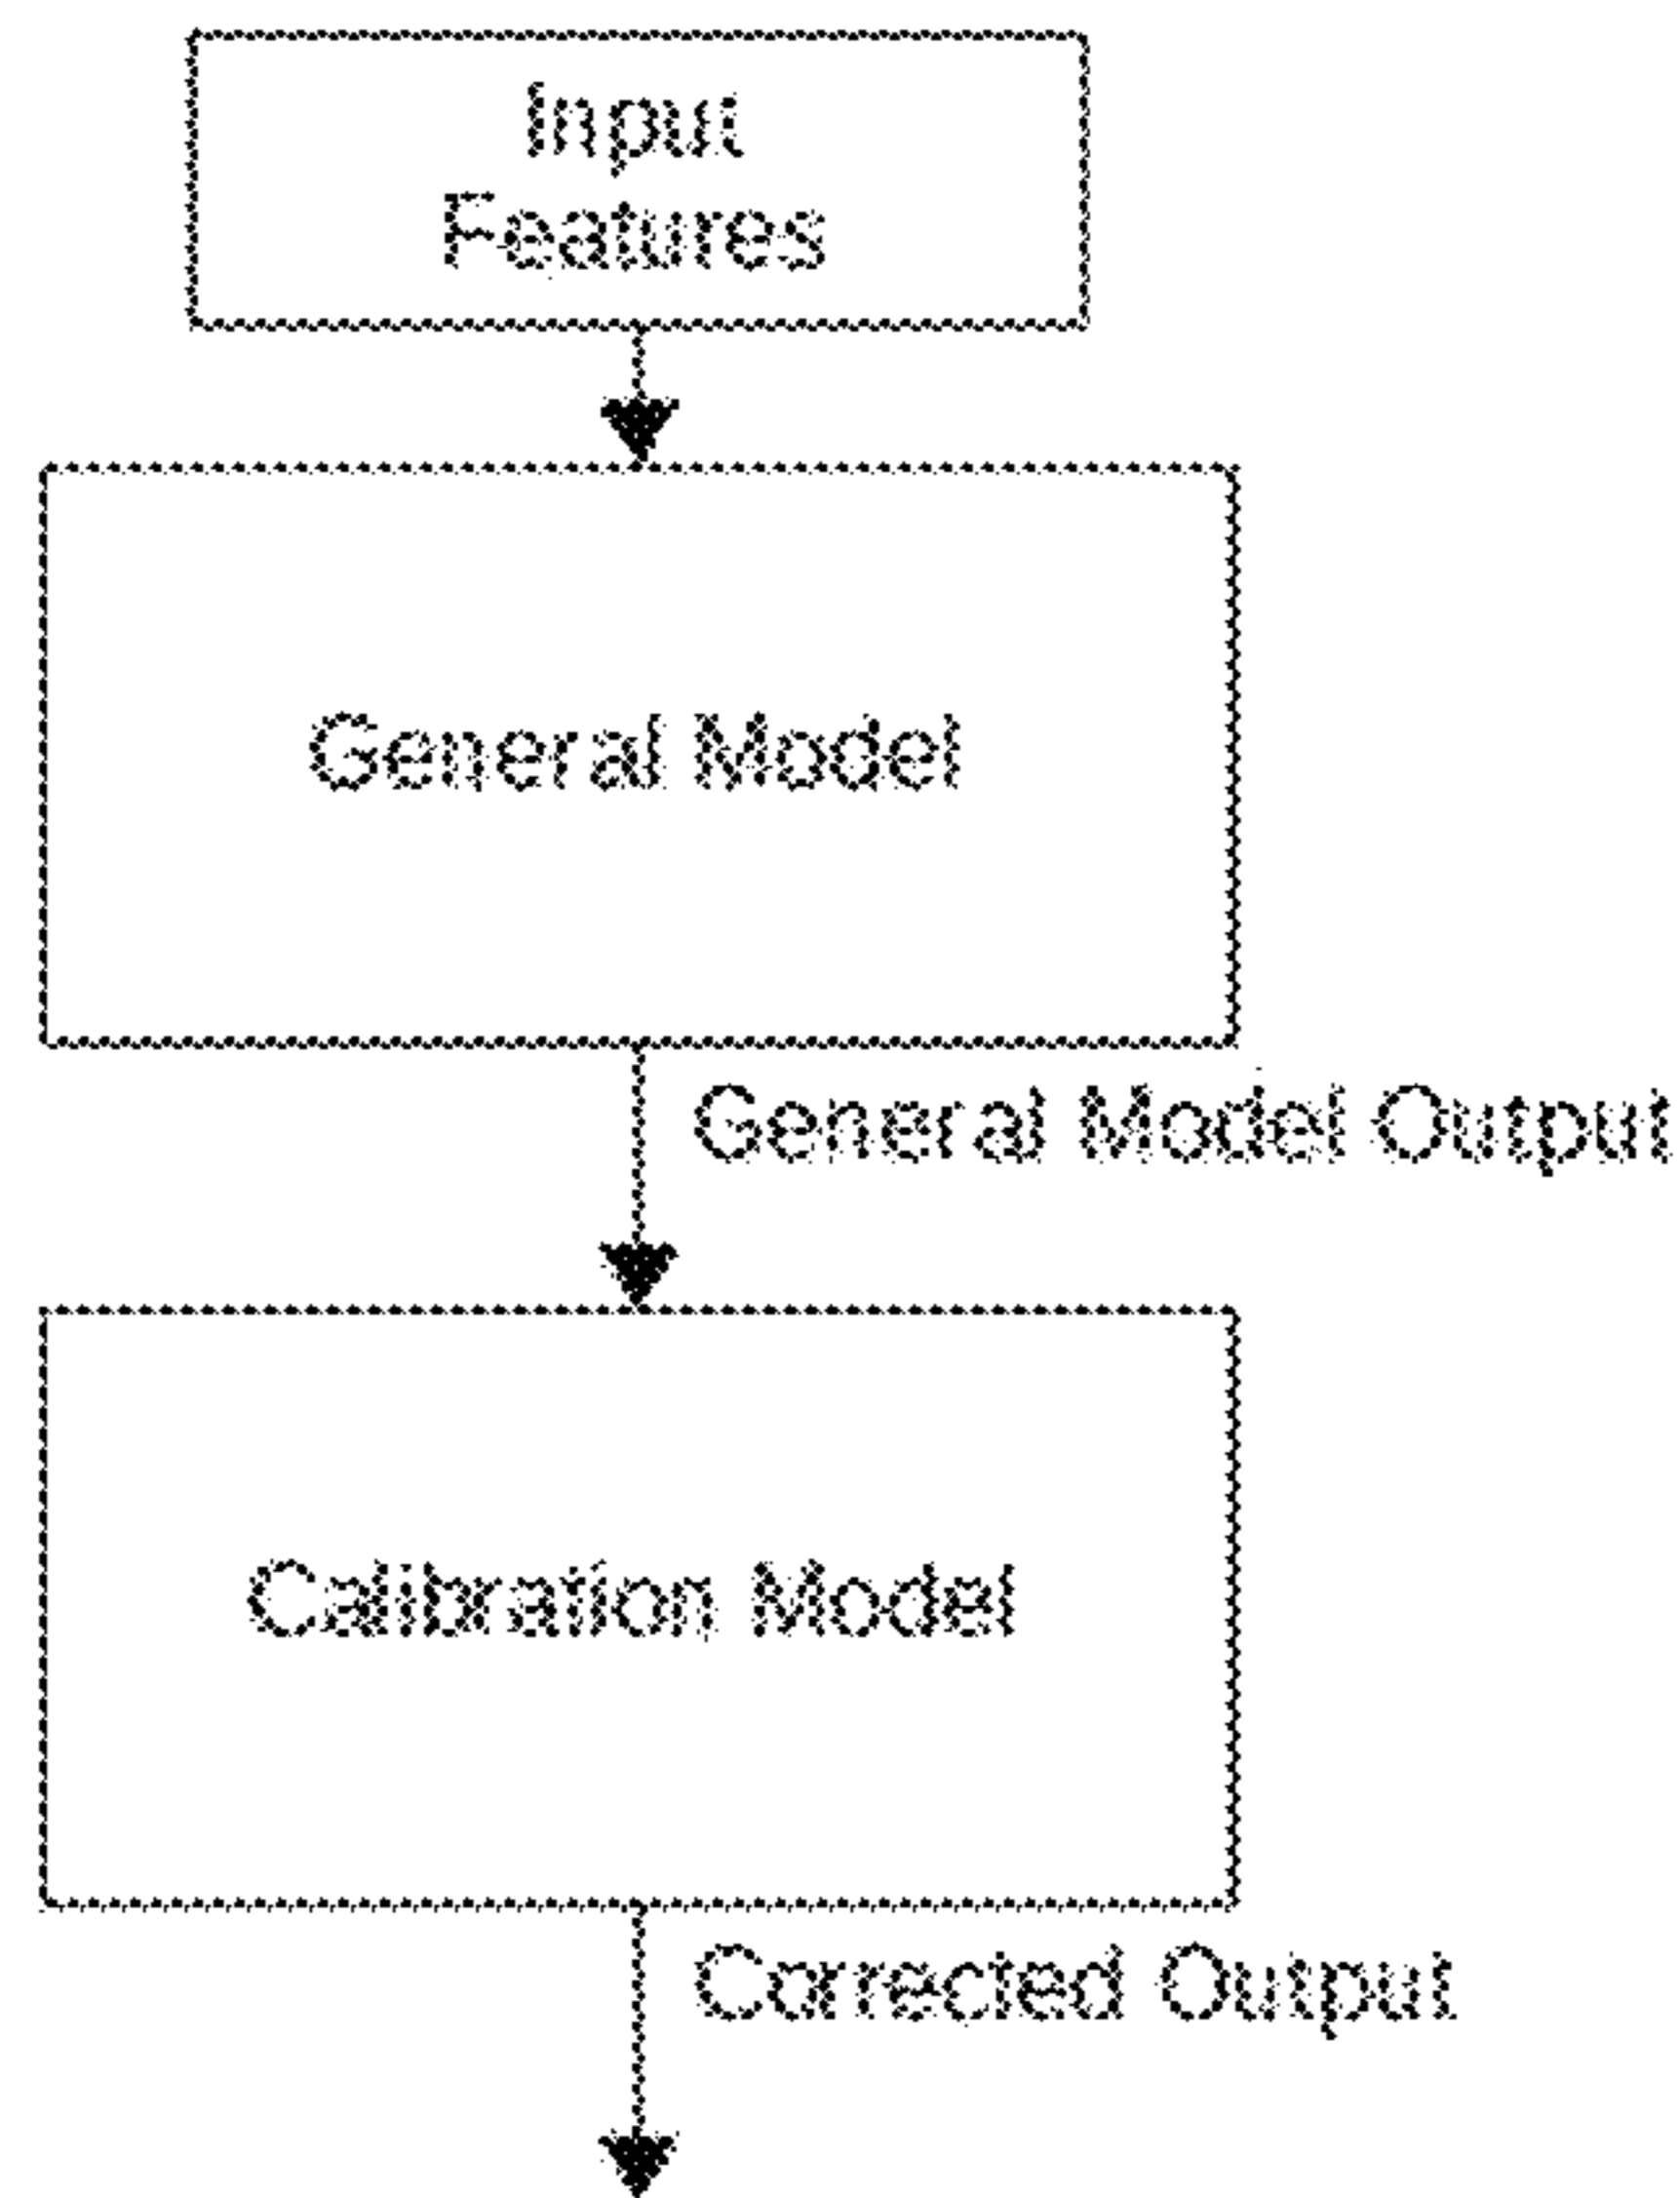 Input
Features
General Model
General Model Output
Calibration Model
Corrected Output